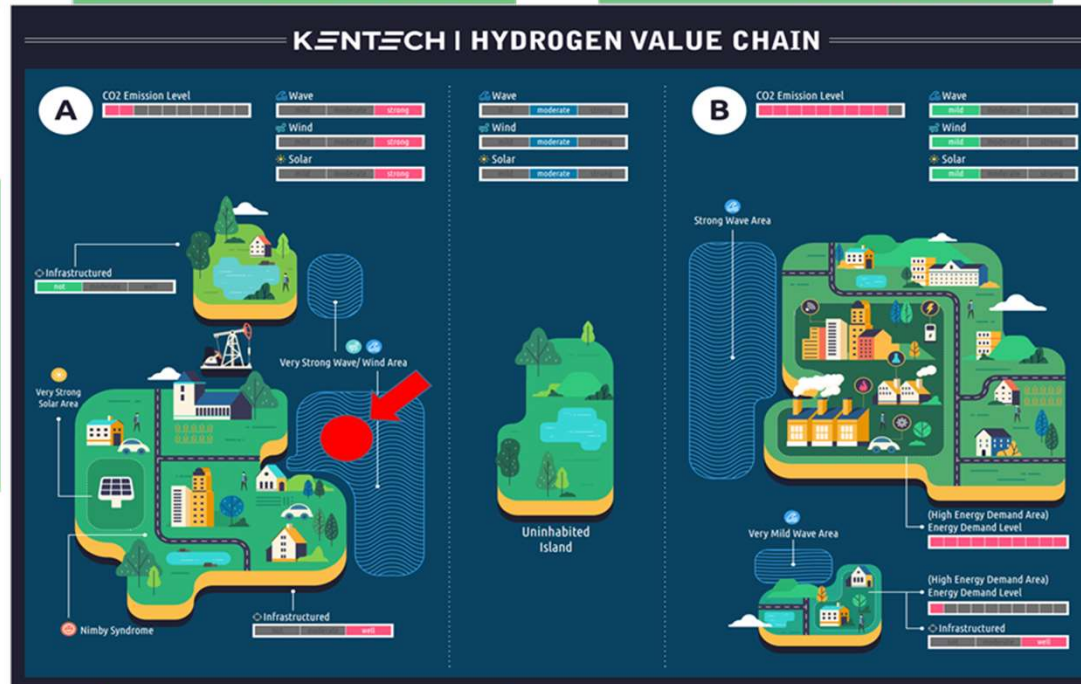 KENTECH | HYDROGEN VALUE CHAIN
A
CO2 Emission Level
Wave
strong
Wind
strong
Solar
strong
Wave
moderate
Wind
moderate
Solar
moderate
B
CO2 Emission Level
Wave
mild
Wind
mild
Solar
mild
Infrastructured
not
Very Strong Wave/ Wind Area
Very Strong
Solar Area
Nimby Syndrome
Infrastructured
well
Uninhabited
Island
Strong Wave Area
(High Energy Demand Area)
Energy Demand Level
Very Mild Wave Area
(High Energy Demand Area)
Energy Demand Level
Infrastructured
well